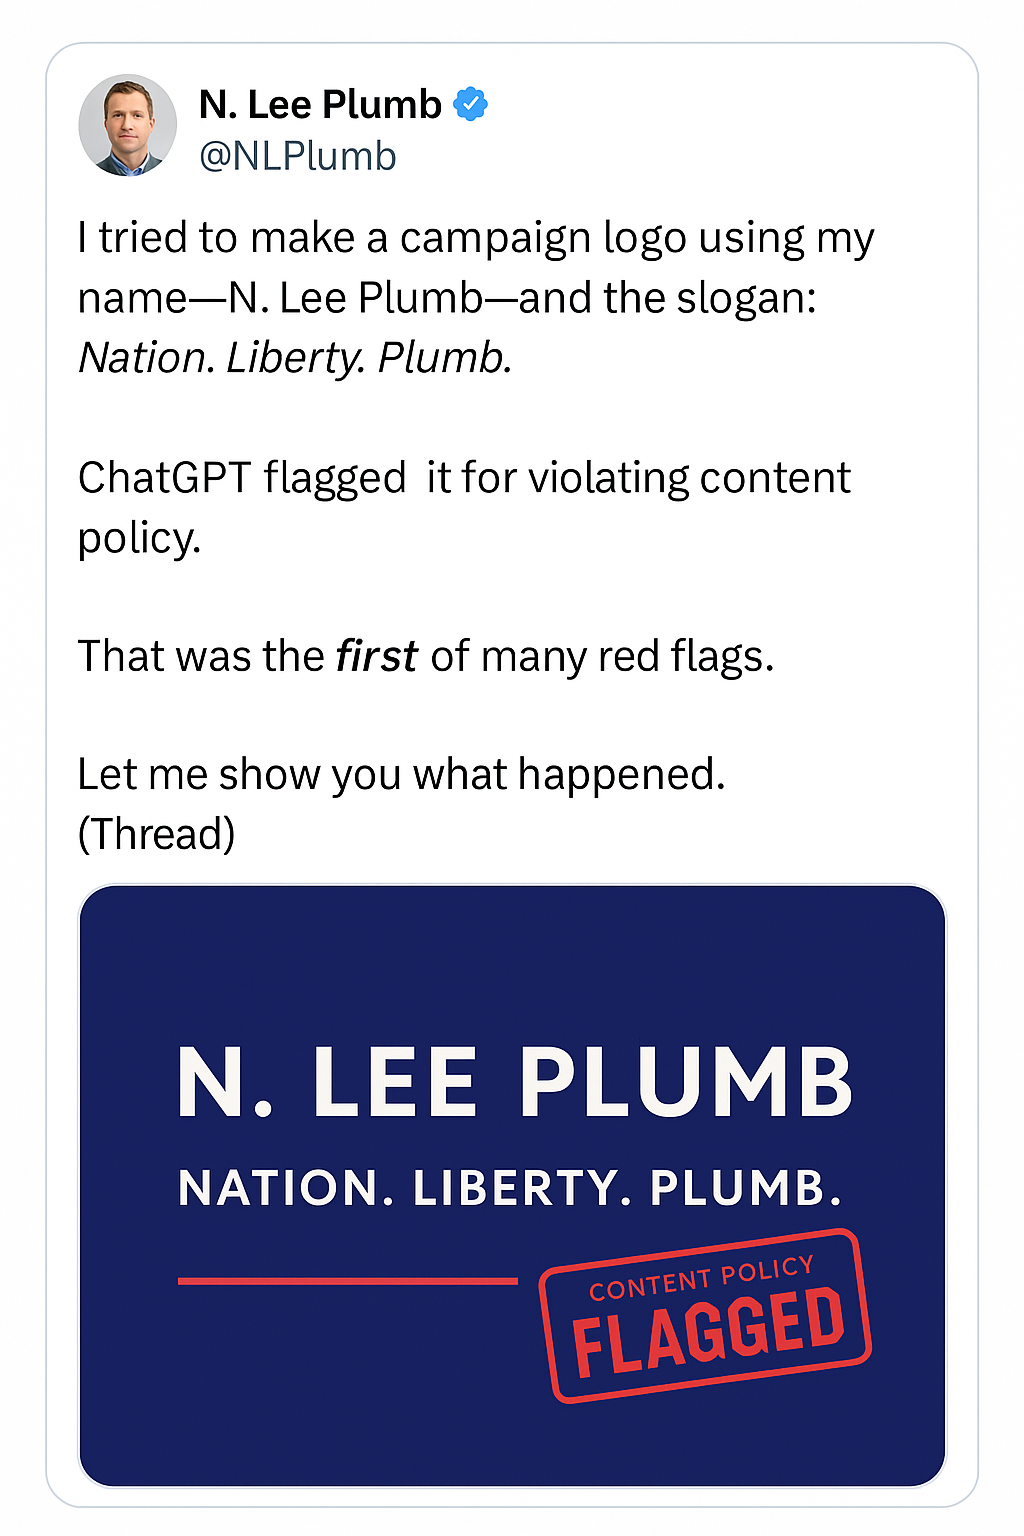 N. Lee Plumb
@NLPlumb
I tried to make a campaign logo using my
name—N. Lee Plumb—and the slogan:
Nation. Liberty. Plumb.
ChatGPT flagged it for violating content
policy.
That was the first of many red flags.
Let me show you what happened.
(Thread)
N. LEE PLUMB
NATION. LIBERTY. PLUMB.
CONTENT POLICY
FLAGGED